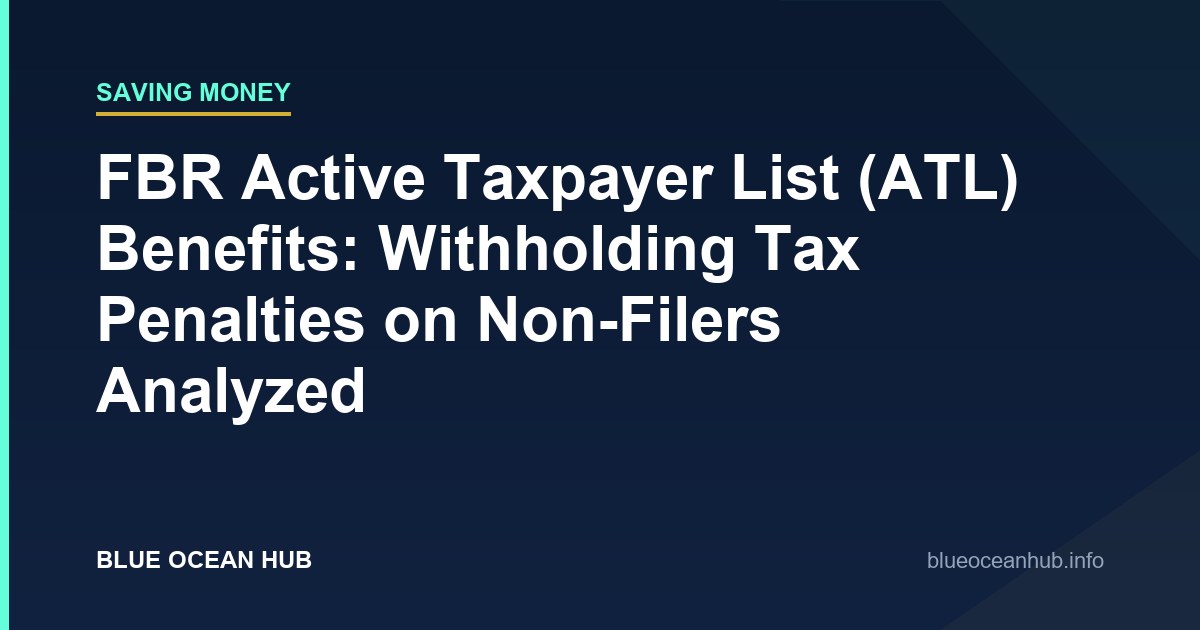 SAVING MONEY
FBR Active Taxpayer List (ATL)
Benefits: Withholding Tax
Penalties on Non-Filers
Analyzed
BLUE OCEAN HUB
blueoceanhub.info